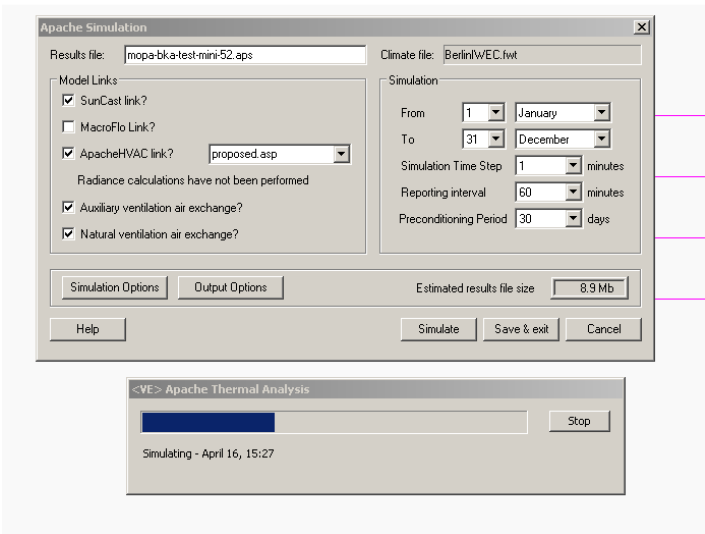 Apache Simulation
Results file: mopa-bka-test-mini-52.aps Climate file: BerlinIWEC.fwt
Model Links Simulation
SunCast link?
From 1 January
MacroFlo Link?
To 31 December
ApacheHVAC link? proposed.asp
Simulation Time Step 1 minutes
Radiance calculations have not been performed
Reporting interval 60 minutes
Auxiliary ventilation air exchange?
Preconditioning Period 30 days
Natural ventilation air exchange?
Simulation Options Output Options Estimated results file size 8.9 Mb
Help Simulate Save & exit Cancel
<VE> Apache Thermal Analysis
Stop
Simulating - April 16, 15:27